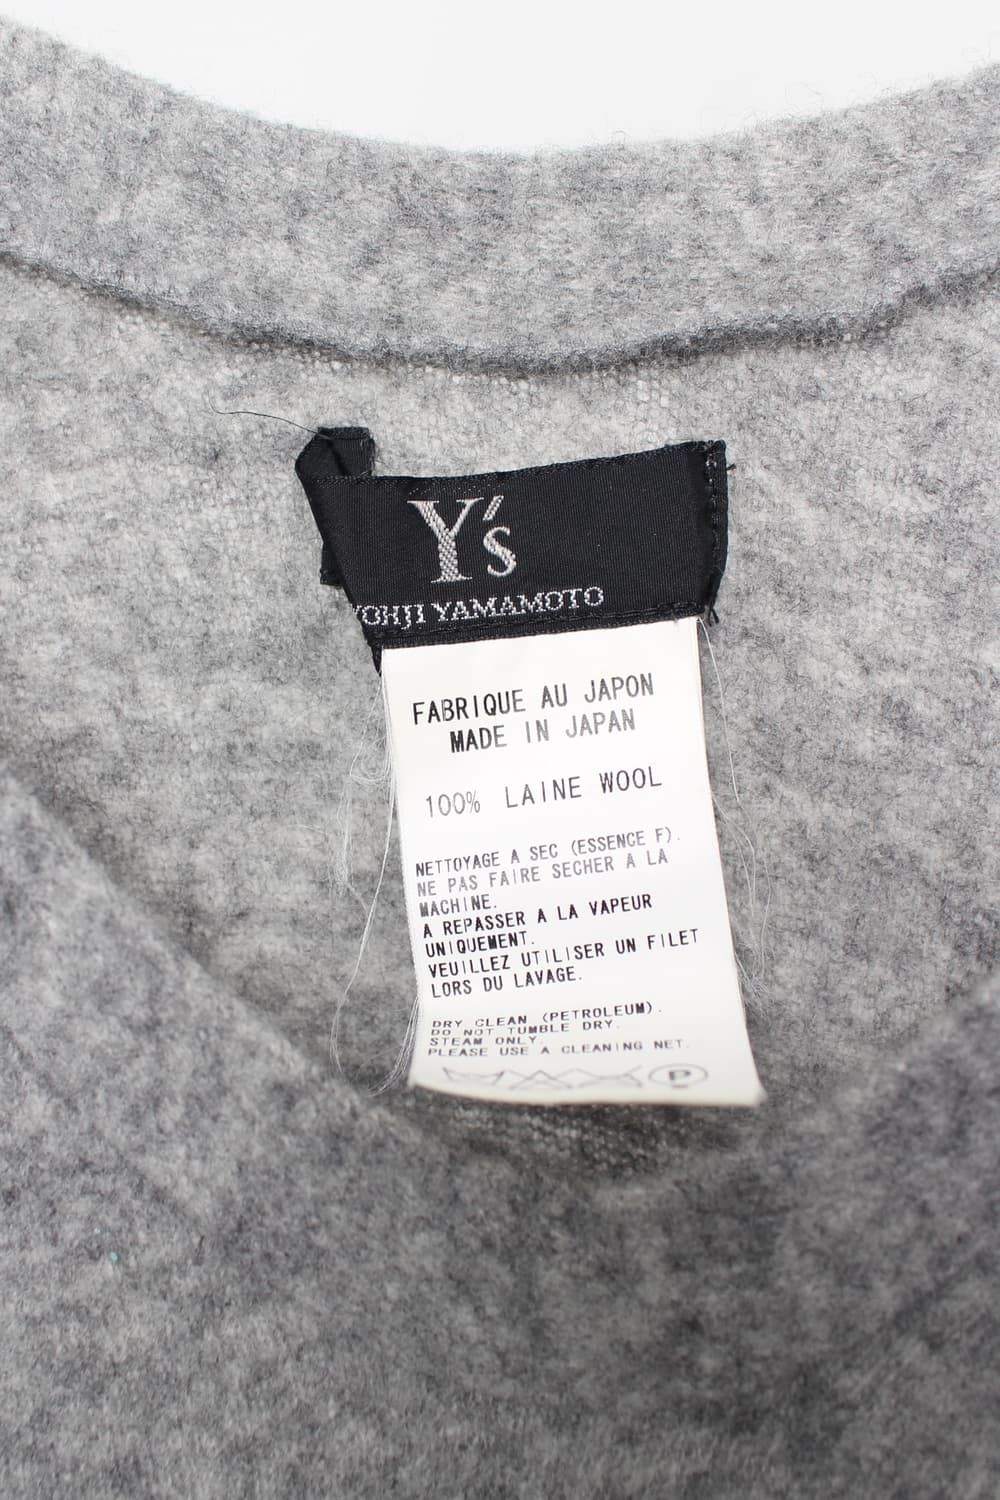 Y's
YOHJI YAMAMOTO
FABRIQUE AU JAPON
MADE IN JAPAN
100% LAINE WOOL
NETTOYAGE A SEC (ESSENCE F).
NE PAS FAIRE SECHER A LA
MACHINE.
A REPASSER A LA VAPEUR
UNIQUEMENT.
VEUILLEZ UTILISER UN FILET
LORS DU LAVAGE.
DRY CLEAN (PETROLEUM).
DO NOT TUMBLE DRY.
STEAM ONLY.
PLEASE USE A CLEANING NET.
P